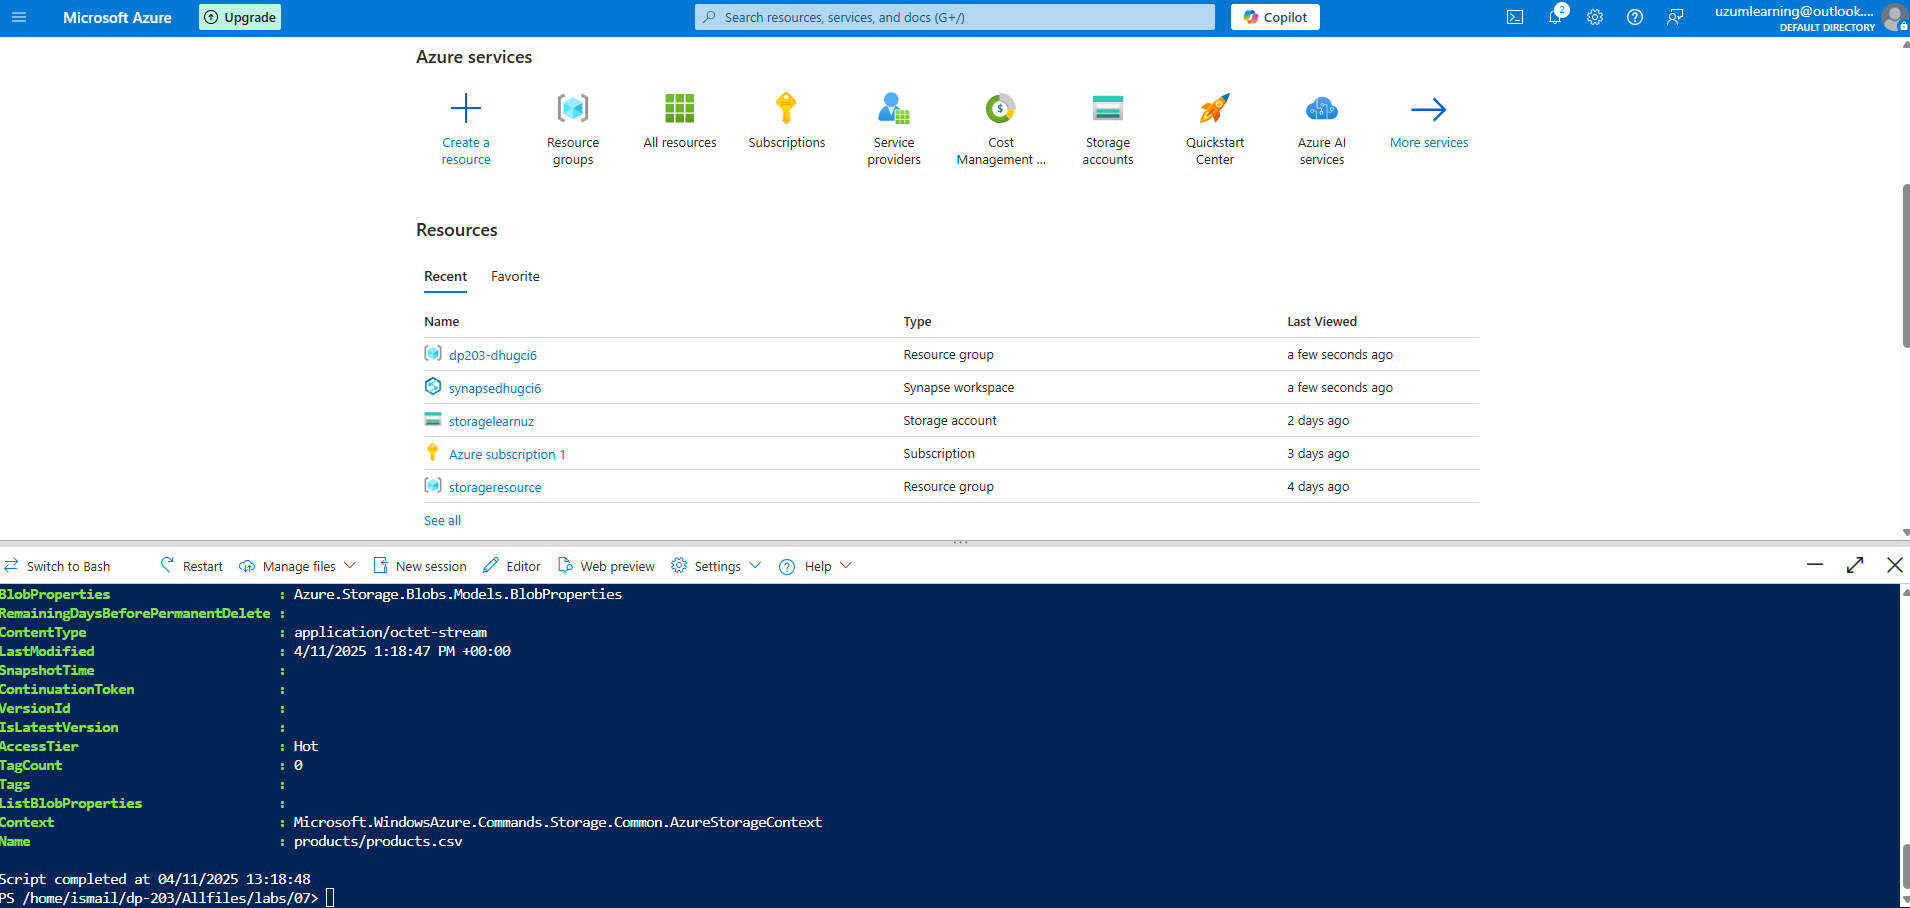 Microsoft Azure
Upgrade
Search resources, services, and docs (G+/)
Copilot
2
uzumlearning@outlook....
DEFAULT DIRECTORY
Azure services
Create a resource
Resource groups
All resources
Subscriptions
Service providers
Cost Management ...
Storage accounts
Quickstart Center
Azure AI services
More services
Resources
Recent Favorite
Name Type Last Viewed
dp203-dhugci6 Resource group a few seconds ago
synapsedhugci6 Synapse workspace a few seconds ago
storagelearnuz Storage account 2 days ago
Azure subscription 1 Subscription 3 days ago
storageresource Resource group 4 days ago
See all
Switch to Bash Restart Manage files New session Editor Web preview Settings Help
BlobProperties : Azure.Storage.Blobs.Models.BlobProperties
RemainingDaysBeforePermanentDelete :
ContentType : application/octet-stream
LastModified : 4/11/2025 1:18:47 PM +00:00
SnapshotTime :
ContinuationToken :
VersionId :
IsLatestVersion :
AccessTier : Hot
TagCount : 0
Tags :
ListBlobProperties :
Context : Microsoft.WindowsAzure.Commands.Storage.Common.AzureStorageContext
Name : products/products.csv
Script completed at 04/11/2025 13:18:48
PS /home/ismail/dp-203/Allfiles/labs/07>